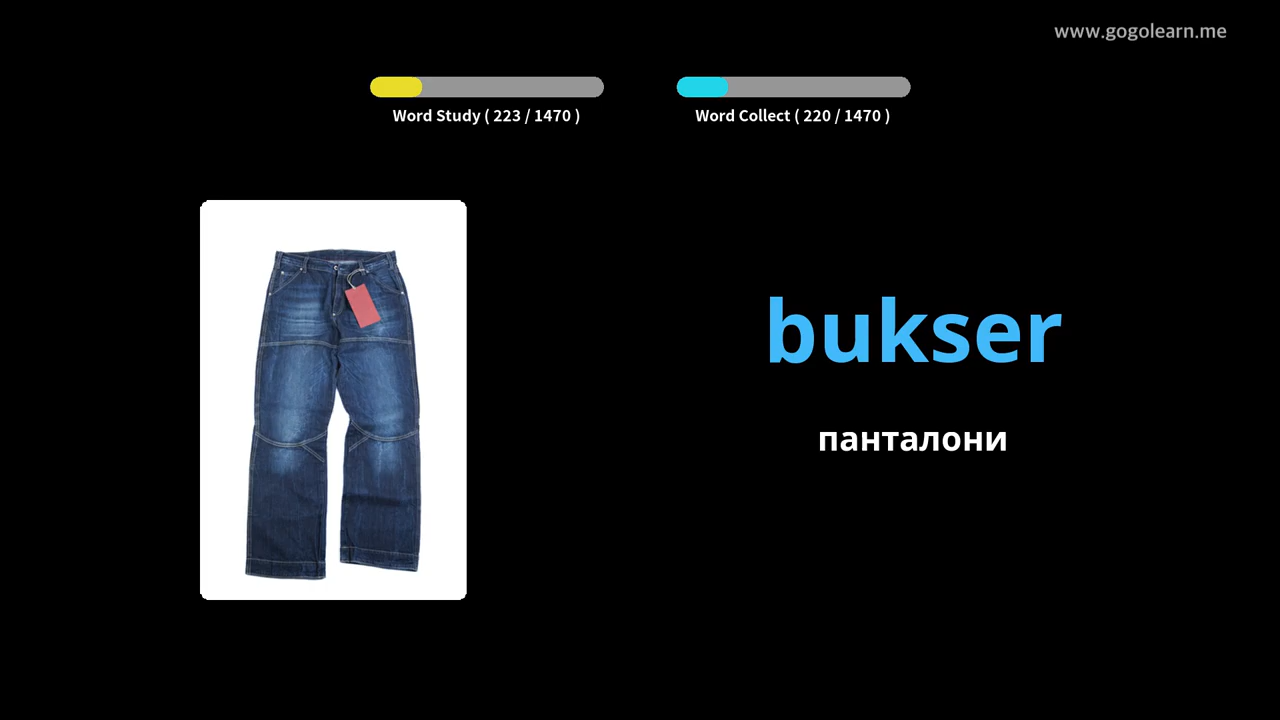 www.gogolearn.me
Word Study ( 223 / 1470 )
Word Collect ( 220 / 1470 )
bukser
панталони